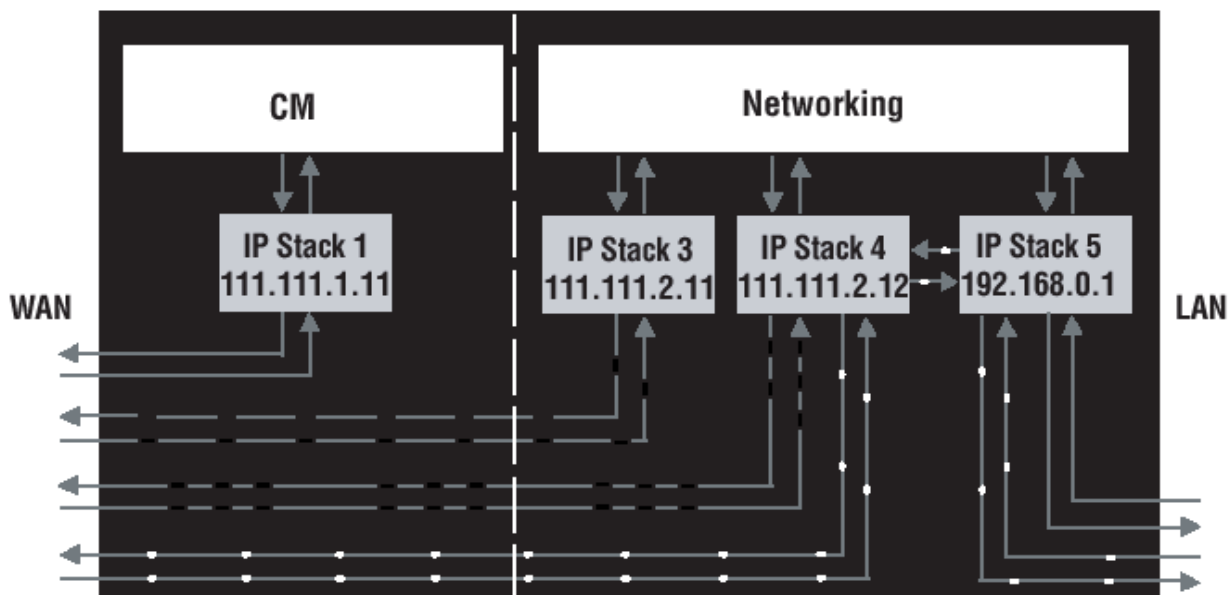 CM
Networking
IP Stack 1
111.111.1.11
IP Stack 3
111.111.2.11
IP Stack 4
111.111.2.12
IP Stack 5
192.168.0.1
WAN
LAN